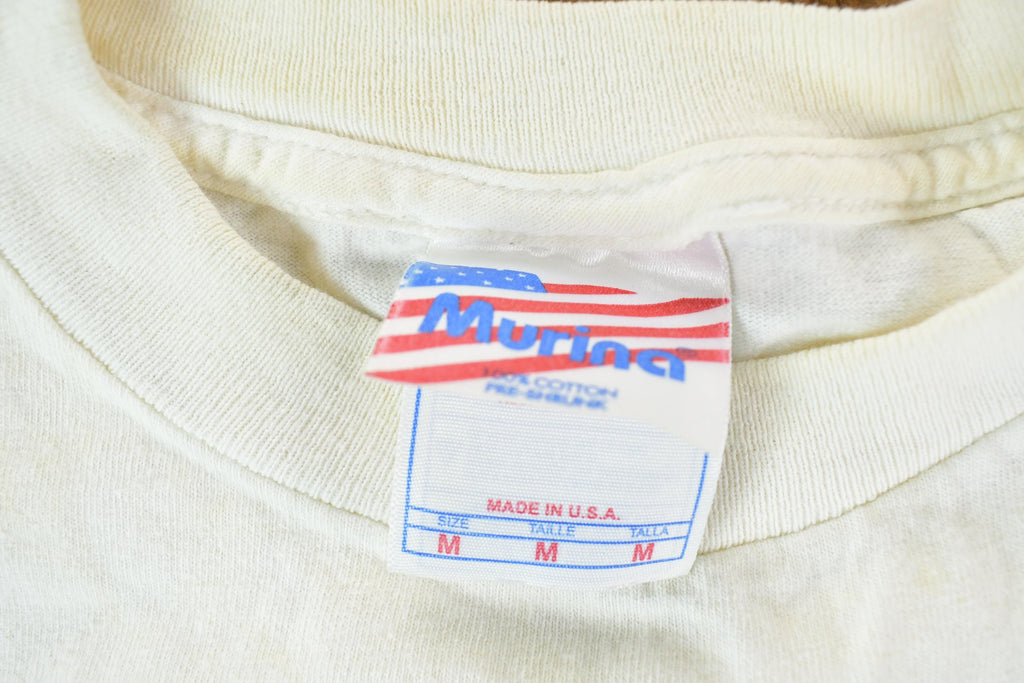 Murina®
100% COTTON
PRE-SHRUNK
MADE IN U.S.A.
SIZE TAILLE TALLA
M M M